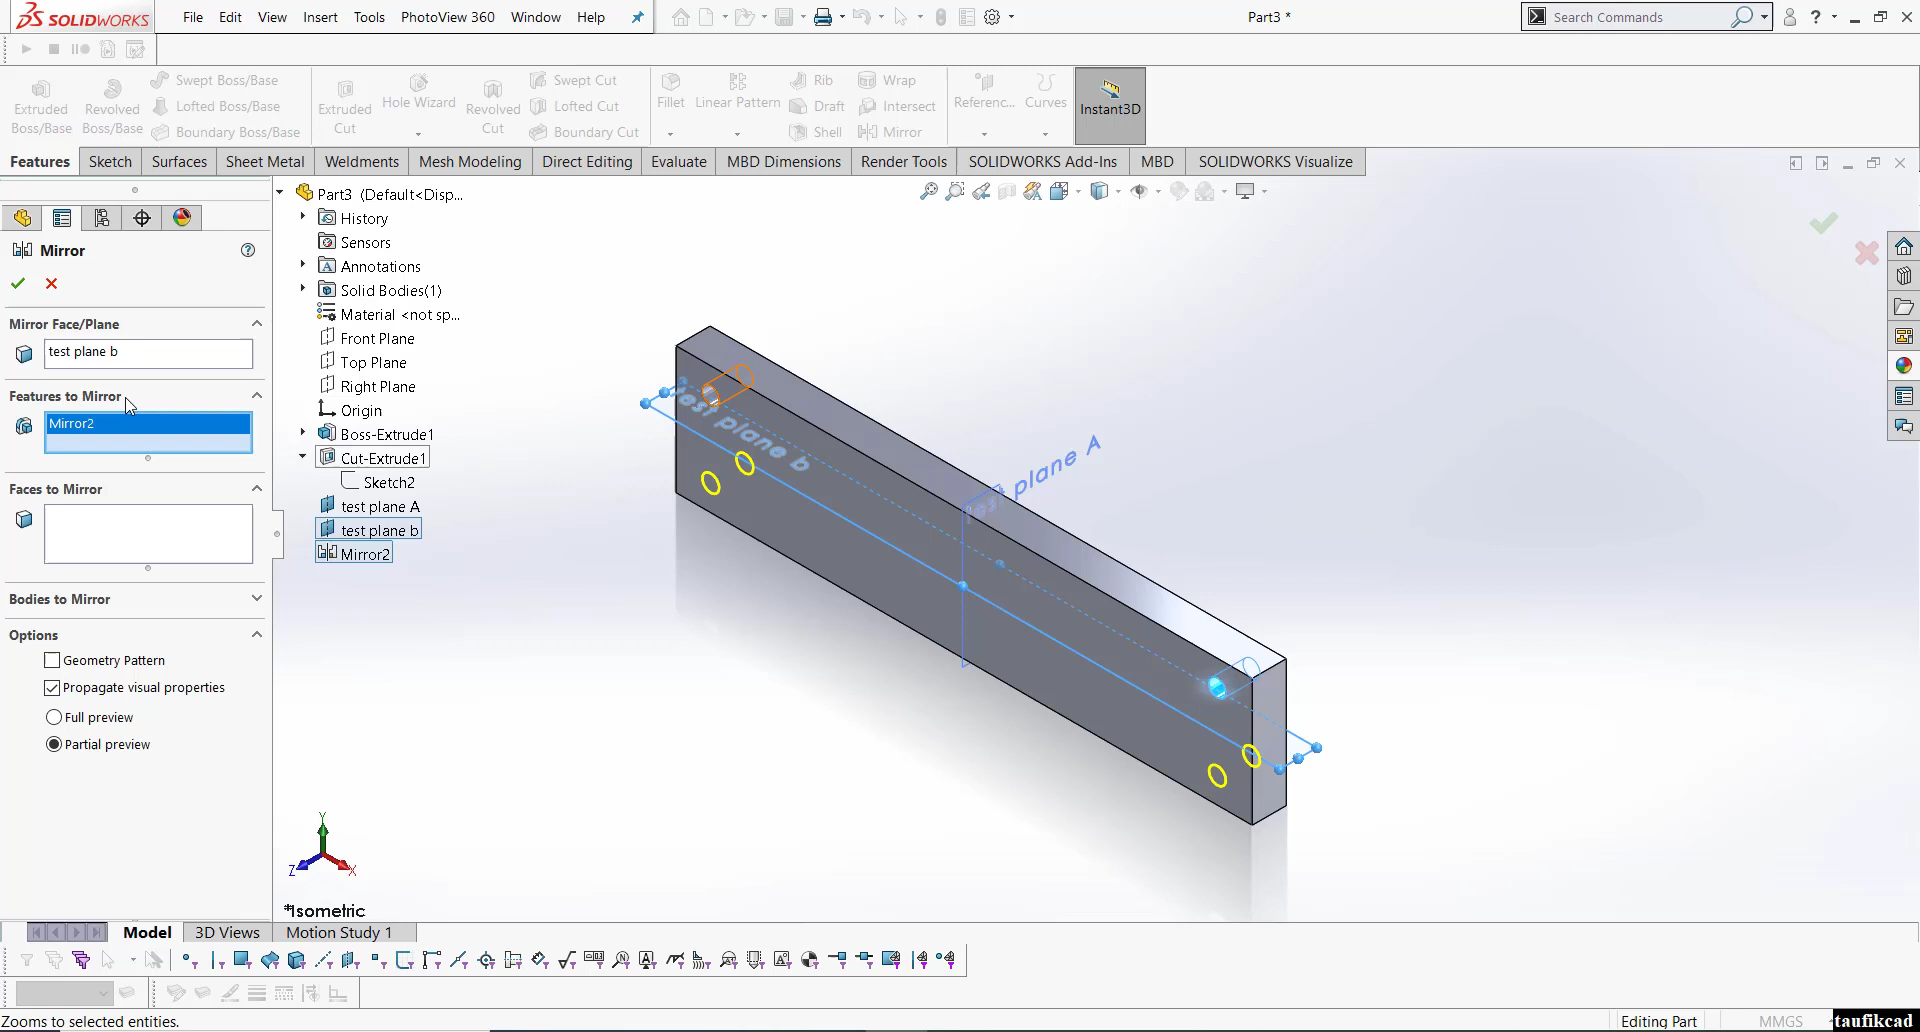 SOLIDWORKS
File Edit View Insert Tools PhotoView 360 Window Help
Part3 *
Search Commands
Extruded Boss/Base
Revolved Boss/Base
Swept Boss/Base
Lofted Boss/Base
Boundary Boss/Base
Extruded Cut
Hole Wizard
Revolved Cut
Swept Cut
Lofted Cut
Boundary Cut
Fillet
Linear Pattern
Rib
Draft
Shell
Wrap
Intersect
Mirror
Referenc...
Curves
Instant3D
Features Sketch Surfaces Sheet Metal Weldments Mesh Modeling Direct Editing Evaluate MBD Dimensions Render Tools SOLIDWORKS Add-Ins MBD SOLIDWORKS Visualize
Mirror
Mirror Face/Plane
test plane b
Features to Mirror
Mirror2
Faces to Mirror
Bodies to Mirror
Options
Geometry Pattern
Propagate visual properties
Full preview
Partial preview
Part3 (Default<Disp...
History
Sensors
Annotations
Solid Bodies(1)
Material <not sp...
Front Plane
Top Plane
Right Plane
Origin
Boss-Extrude1
Cut-Extrude1
Sketch2
test plane A
test plane b
Mirror2
test plane b
test plane A
Y
Z
X
*Isometric
Model 3D Views Motion Study 1
Zooms to selected entities.
Editing Part
MMGS
taufikcad